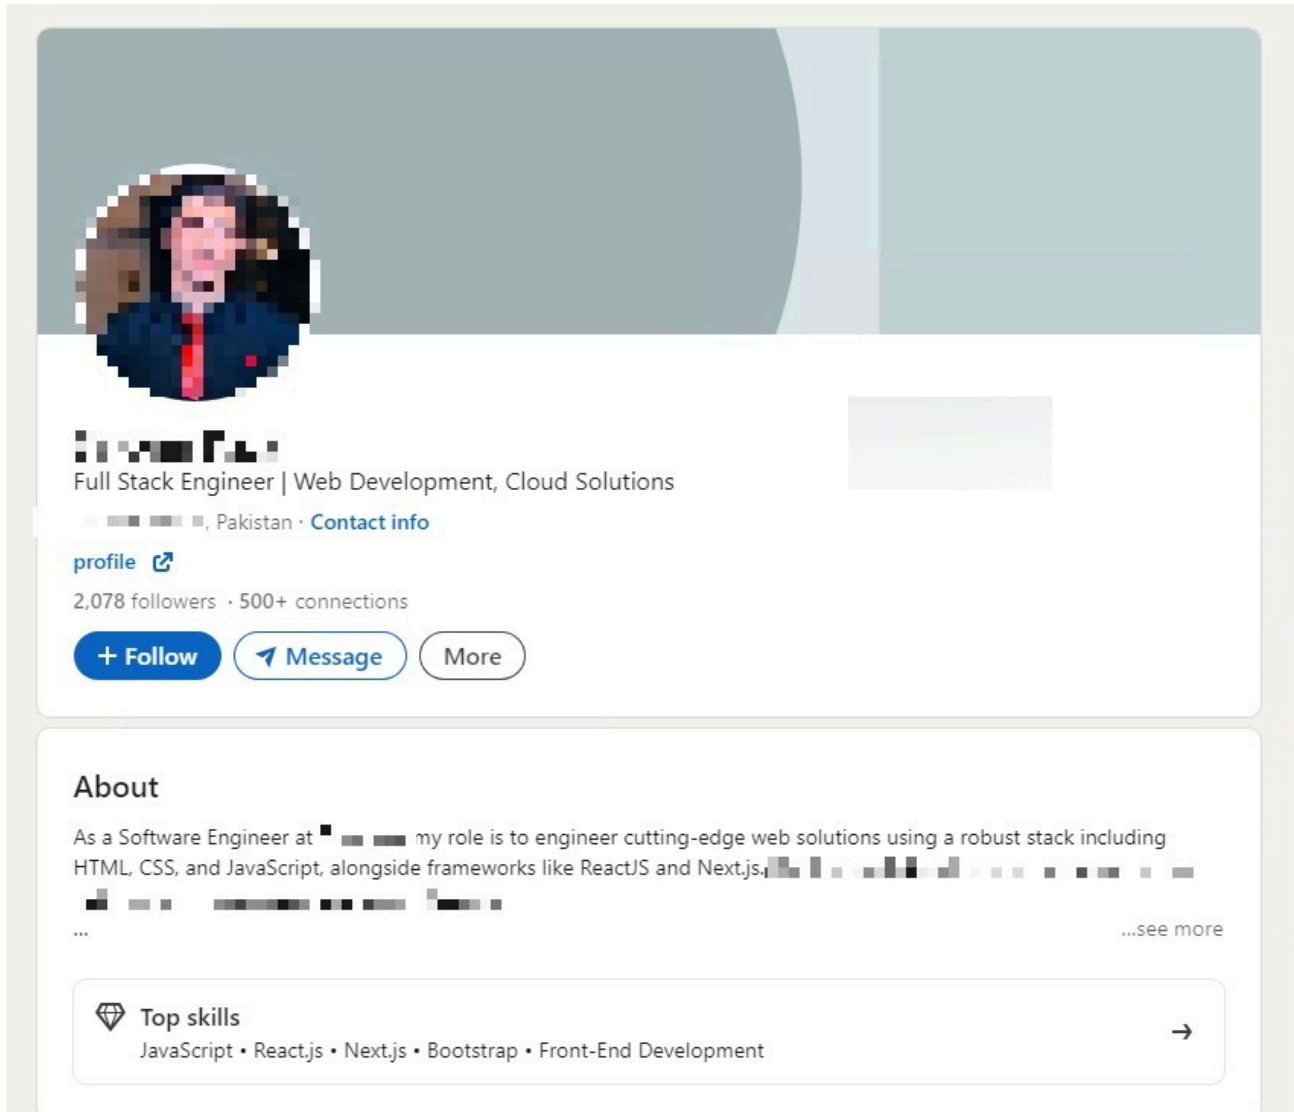 Full Stack Engineer | Web Development, Cloud Solutions
, Pakistan · Contact info
profile
2,078 followers · 500+ connections
+ Follow
Message
More
About
As a Software Engineer at my role is to engineer cutting-edge web solutions using a robust stack including
HTML, CSS, and JavaScript, alongside frameworks like ReactJS and Next.js.
...
...see more
Top skills
JavaScript • React.js • Next.js • Bootstrap • Front-End Development